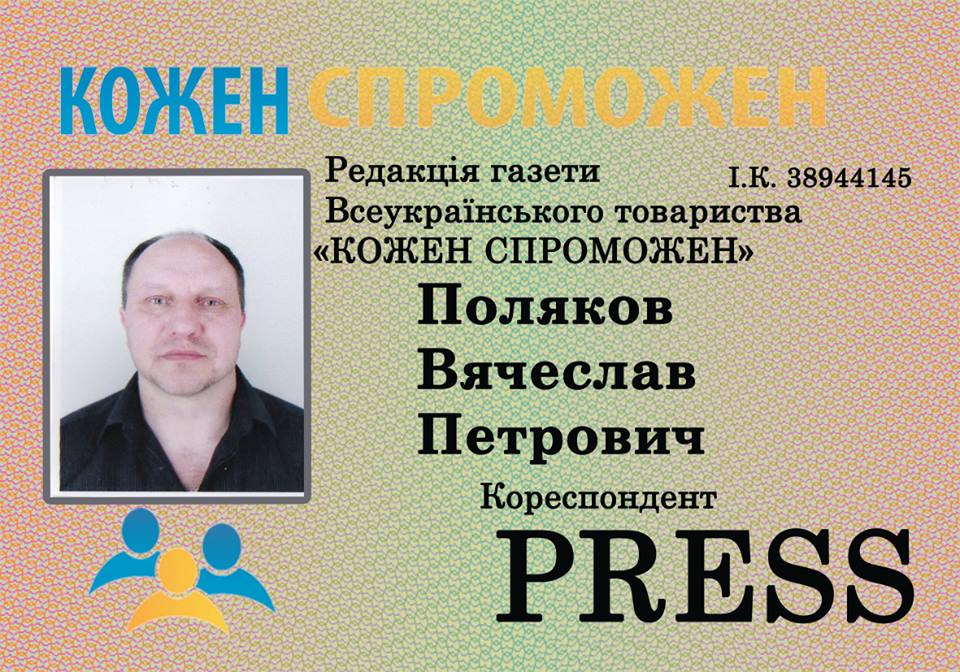 КОЖЕН СПРОМОЖЕН
Редакція газети
І.К. 38944145
Всеукраїнського товариства
«КОЖЕН СПРОМОЖЕН»
Поляков
Вячеслав
Петрович
Кореспондент
PRESS